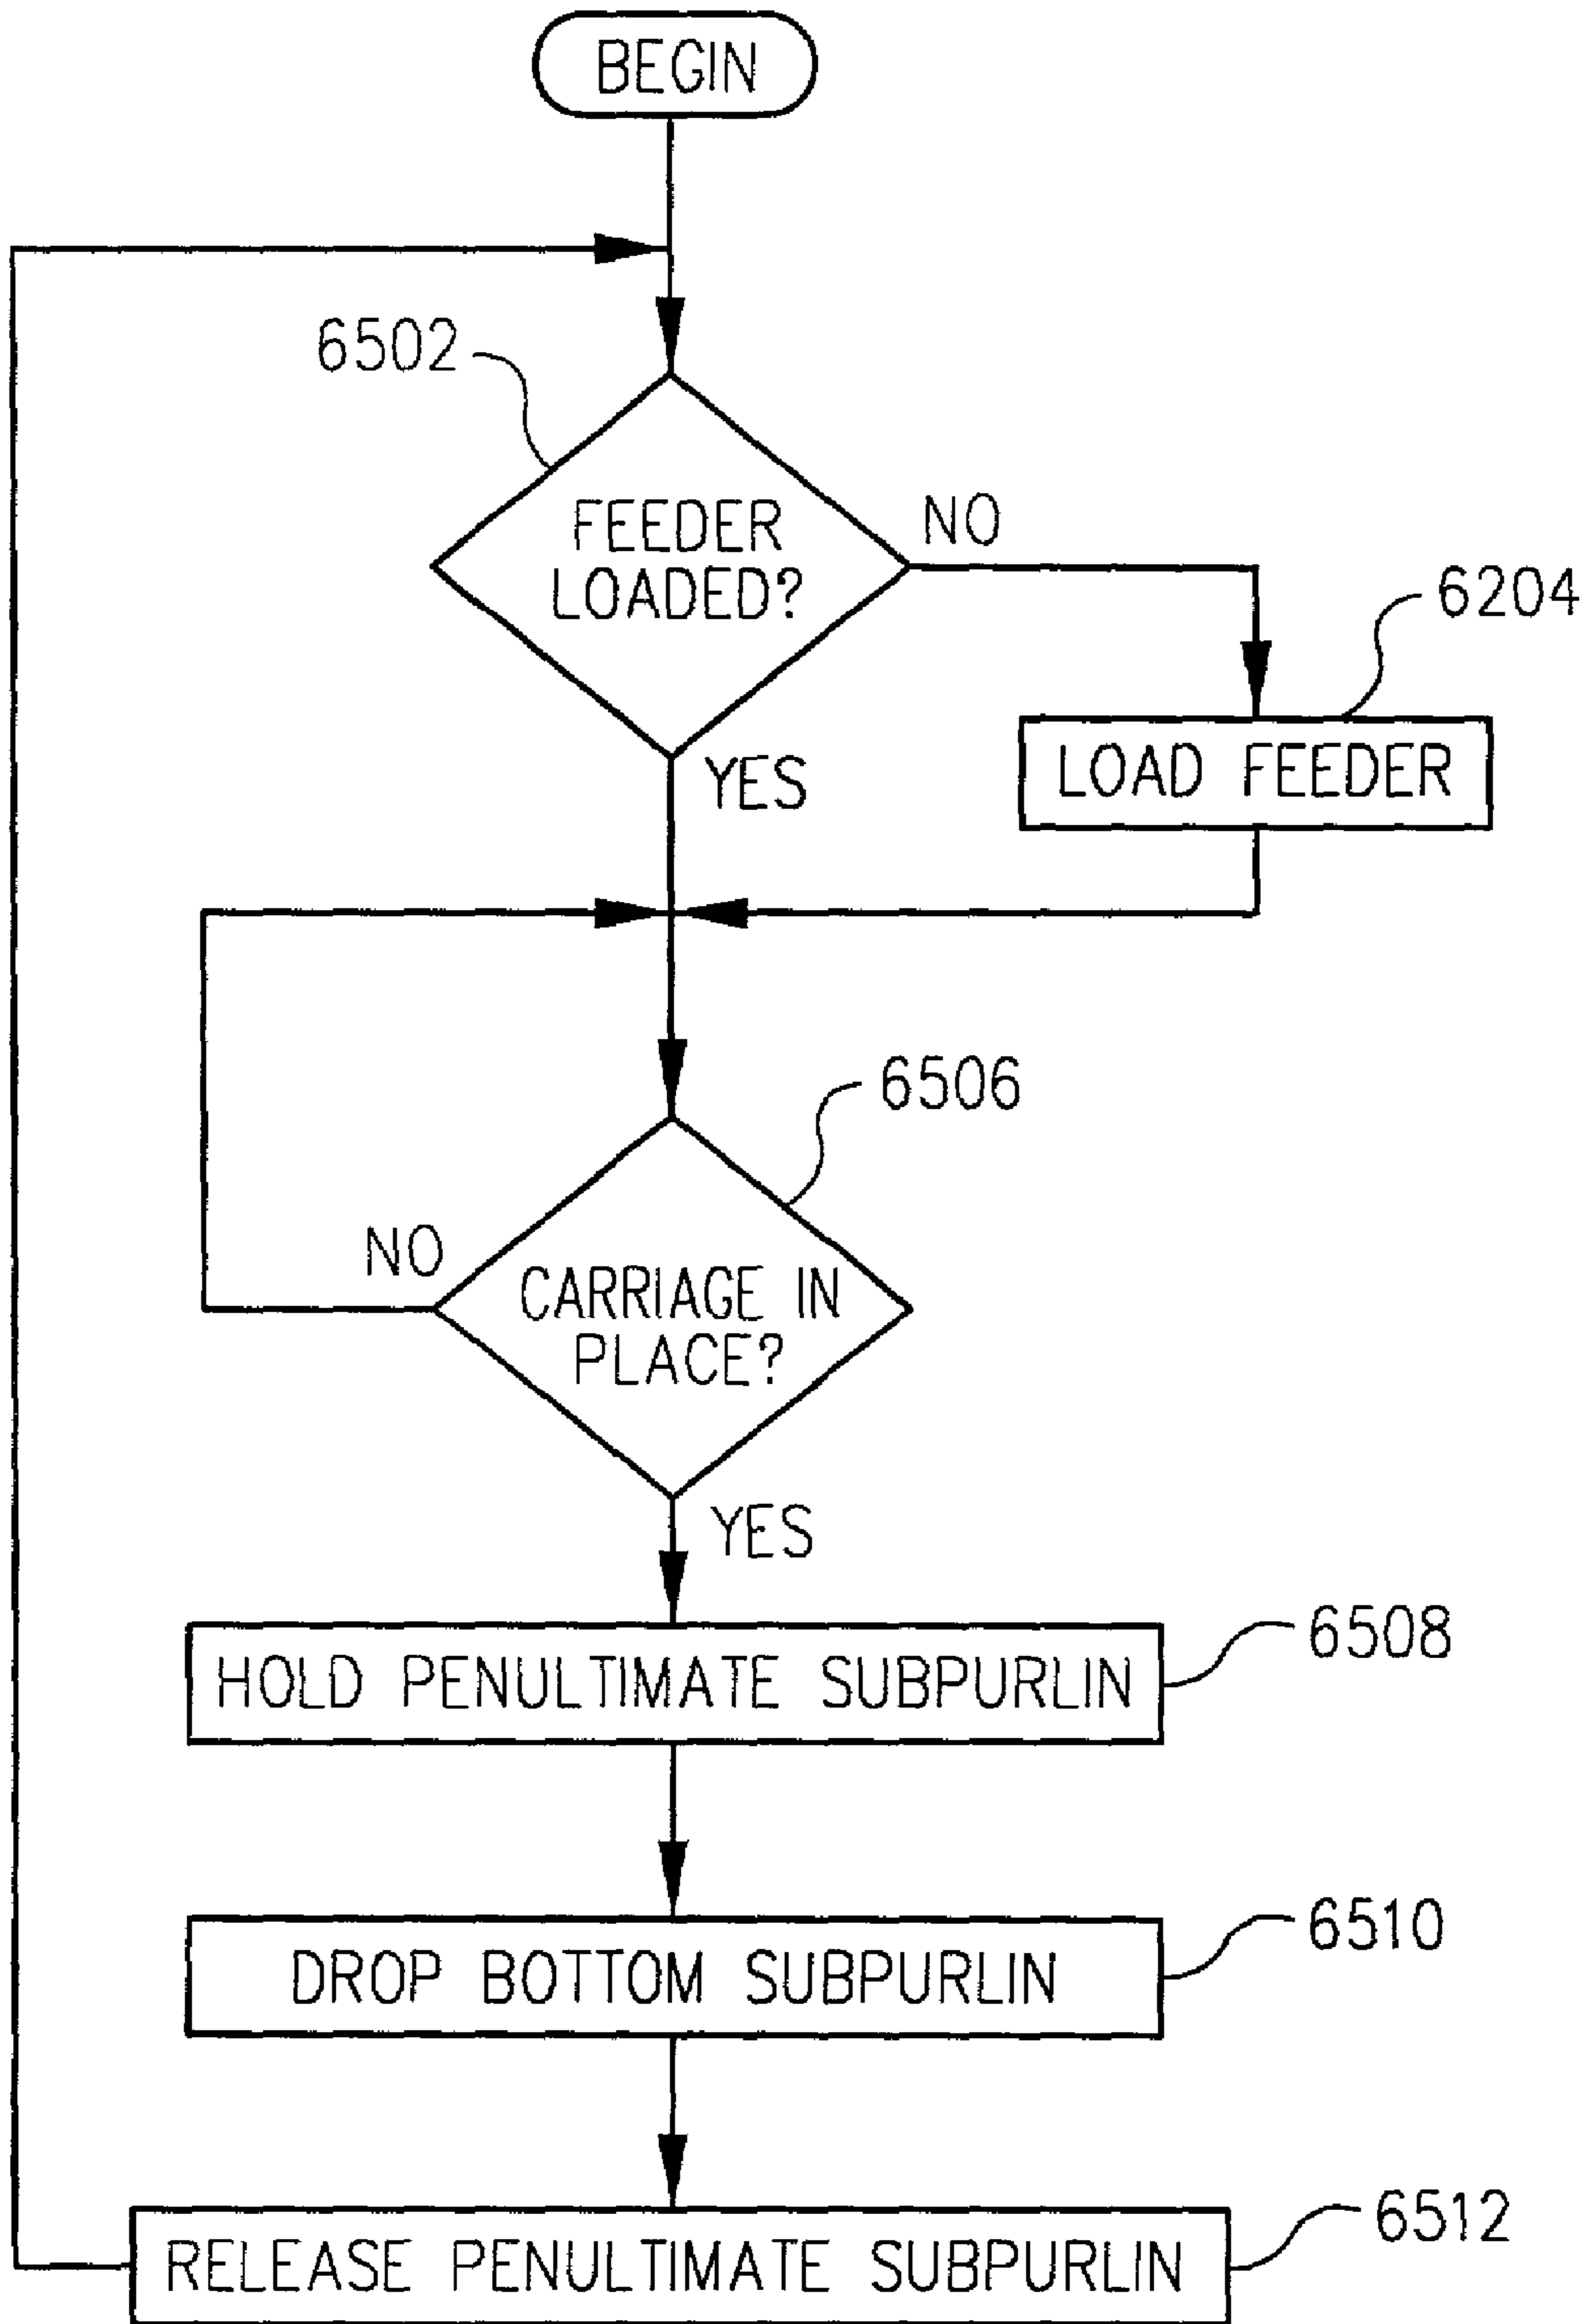 BEGIN
6502
FEEDER
LOADED?
NO
6204
YES
LOAD FEEDER
6506
NO
CARRIAGE IN
PLACE?
YES
6508
HOLD PENULTIMATE SUBPURLIN
6510
DROP BOTTOM SUBPURLIN
6512
RELEASE PENULTIMATE SUBPURLIN